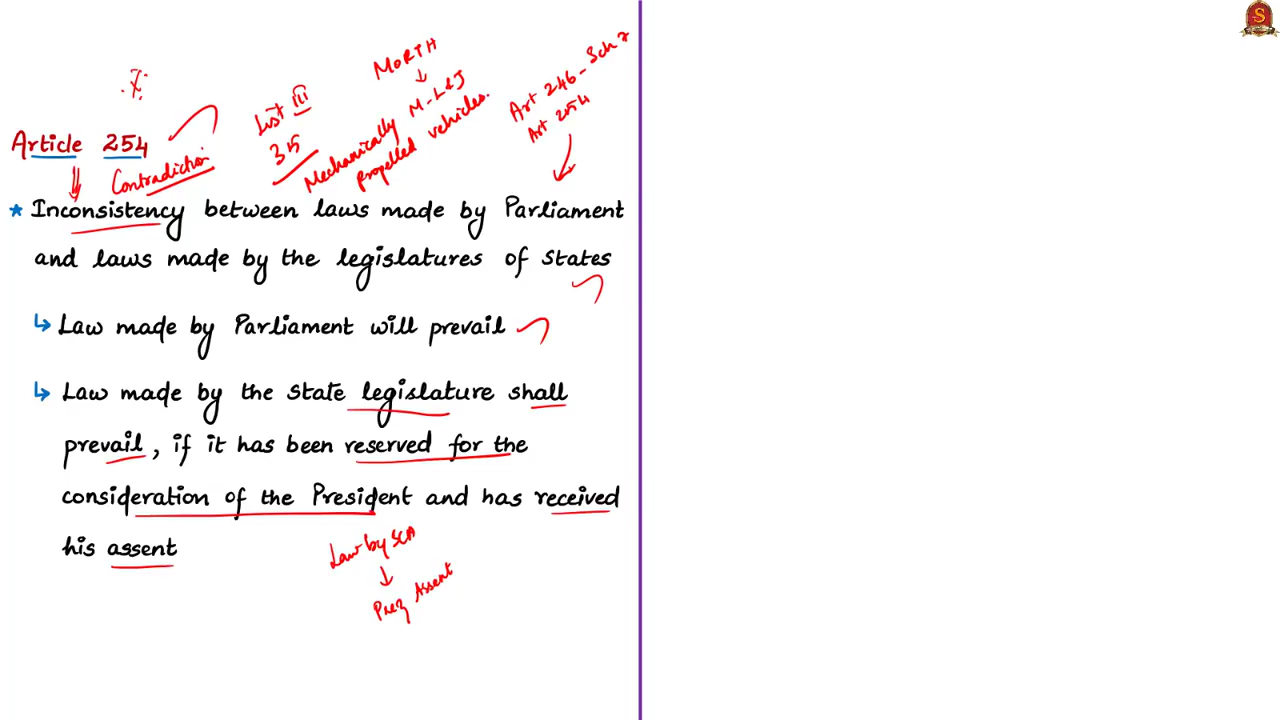 MORTH
↓
M-L&J
List III
35
Mechanically
propelled vehicles.
Art 246 - Sch 7
Art 254
Article 254
Contradiction
* Inconsistency between laws made by Parliament
and laws made by the legislatures of States
↳ Law made by Parliament will prevail
↳ Law made by the State legislature shall
prevail, if it has been reserved for the
consideration of the President and has received
his assent
Law by
↓
Prez Assent
S